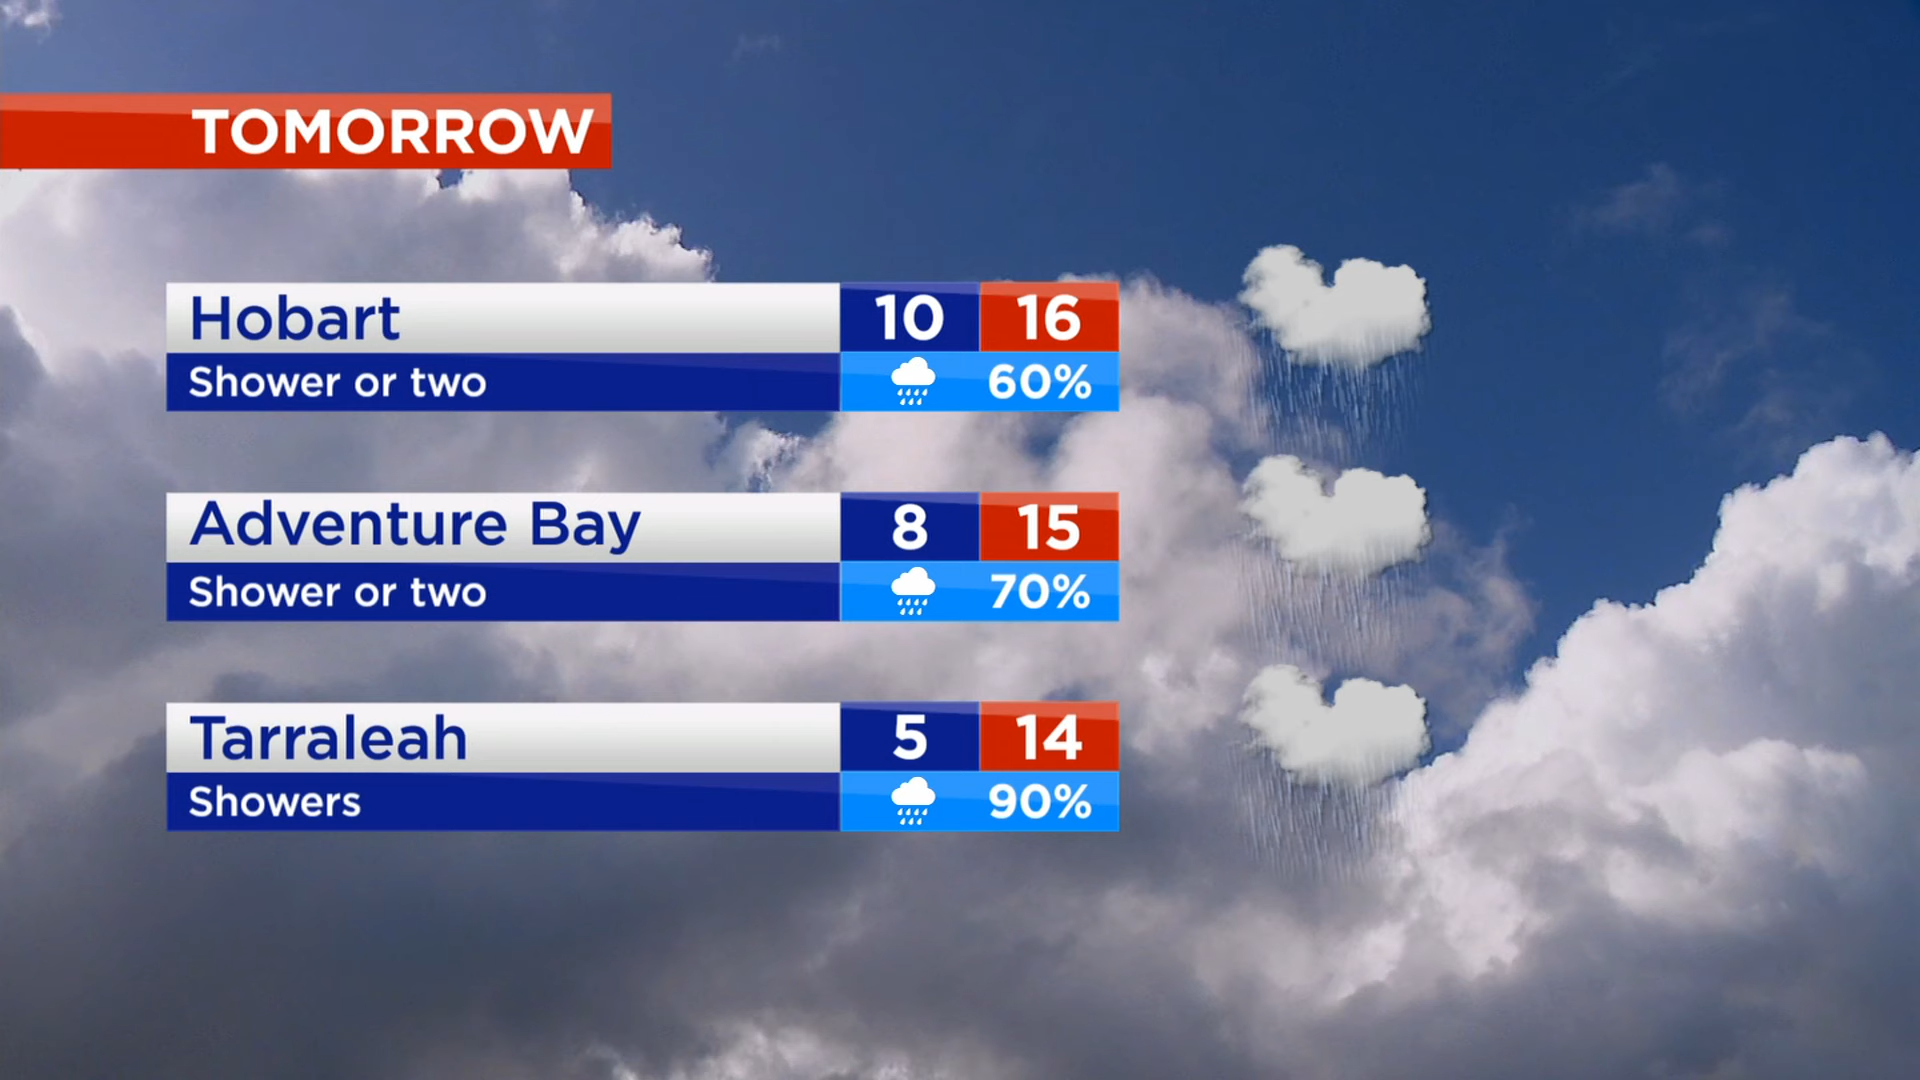 TOMORROW
Hobart 10 16
Shower or two 60%
Adventure Bay 8 15
Shower or two 70%
Tarraleah 5 14
Showers 90%